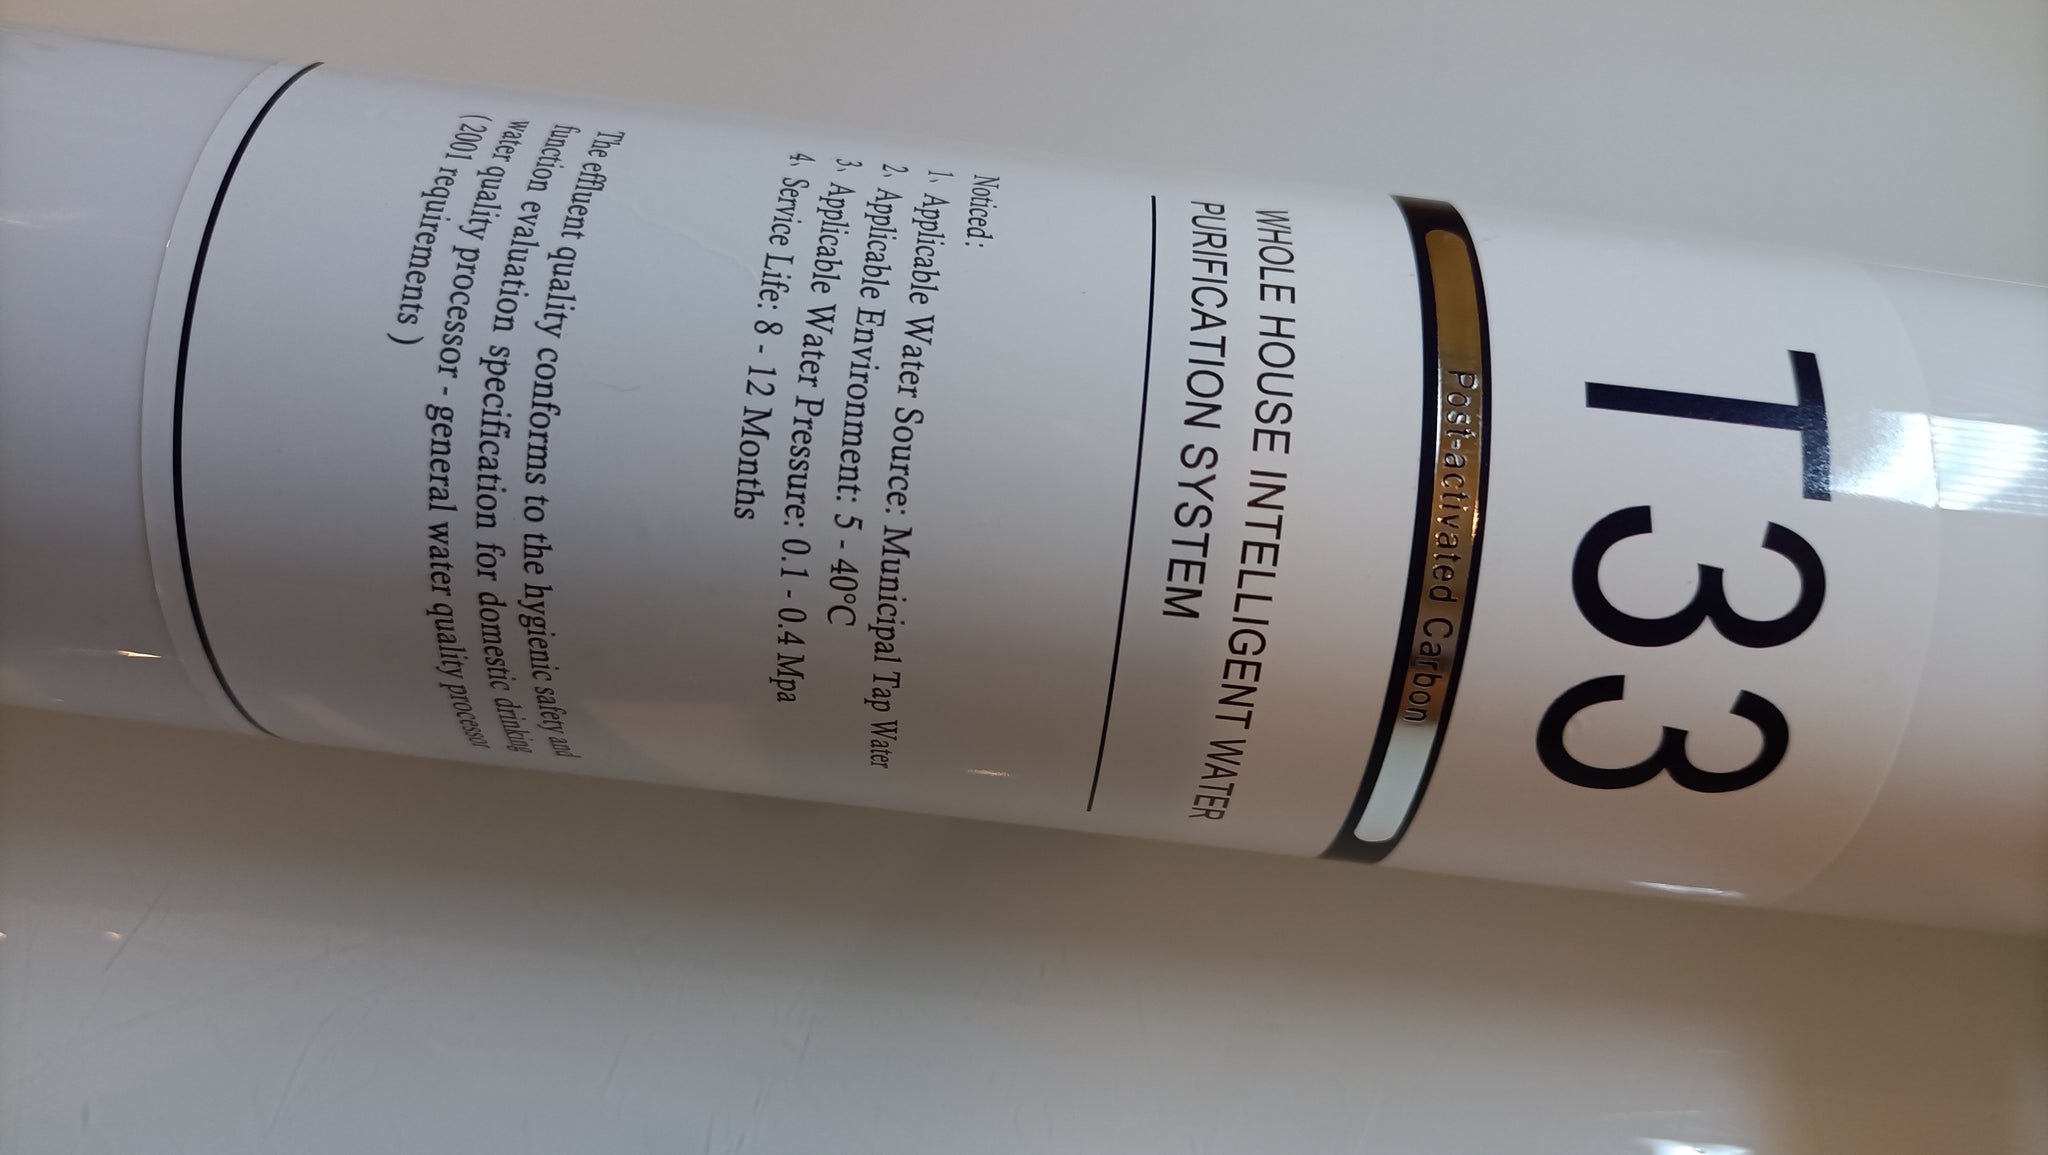 T33
Post-activated Carbon
WHOLE HOUSE INTELLIGENT WATER
PURIFICATION SYSTEM
Noticed:
1、Applicable Water Source: Municipal Tap Water
2、Applicable Environment: 5 - 40°C
3、Applicable Water Pressure: 0.1 - 0.4 Mpa
4、Service Life: 8 - 12 Months
The effluent quality conforms to the hygienic safety and
function evaluation specification for domestic drinking
water quality processor - general water quality processor
(2001 requirements)